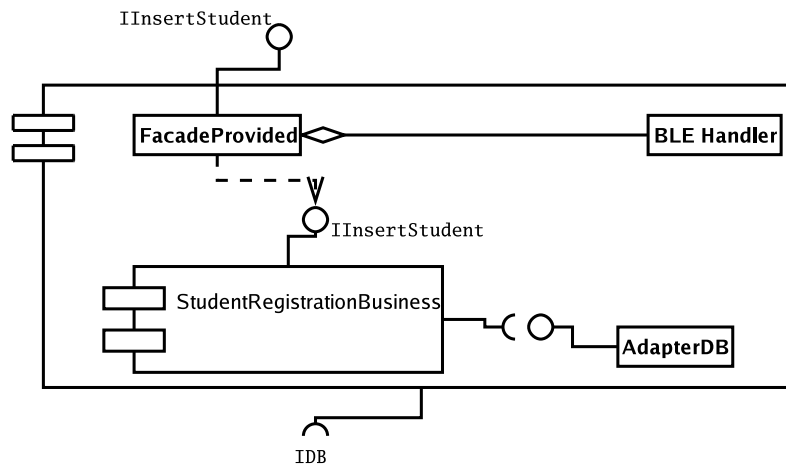 IInsertStudent
FacadeProvided
BLE Handler
IInsertStudent
StudentRegistrationBusiness
AdapterDB
IDB